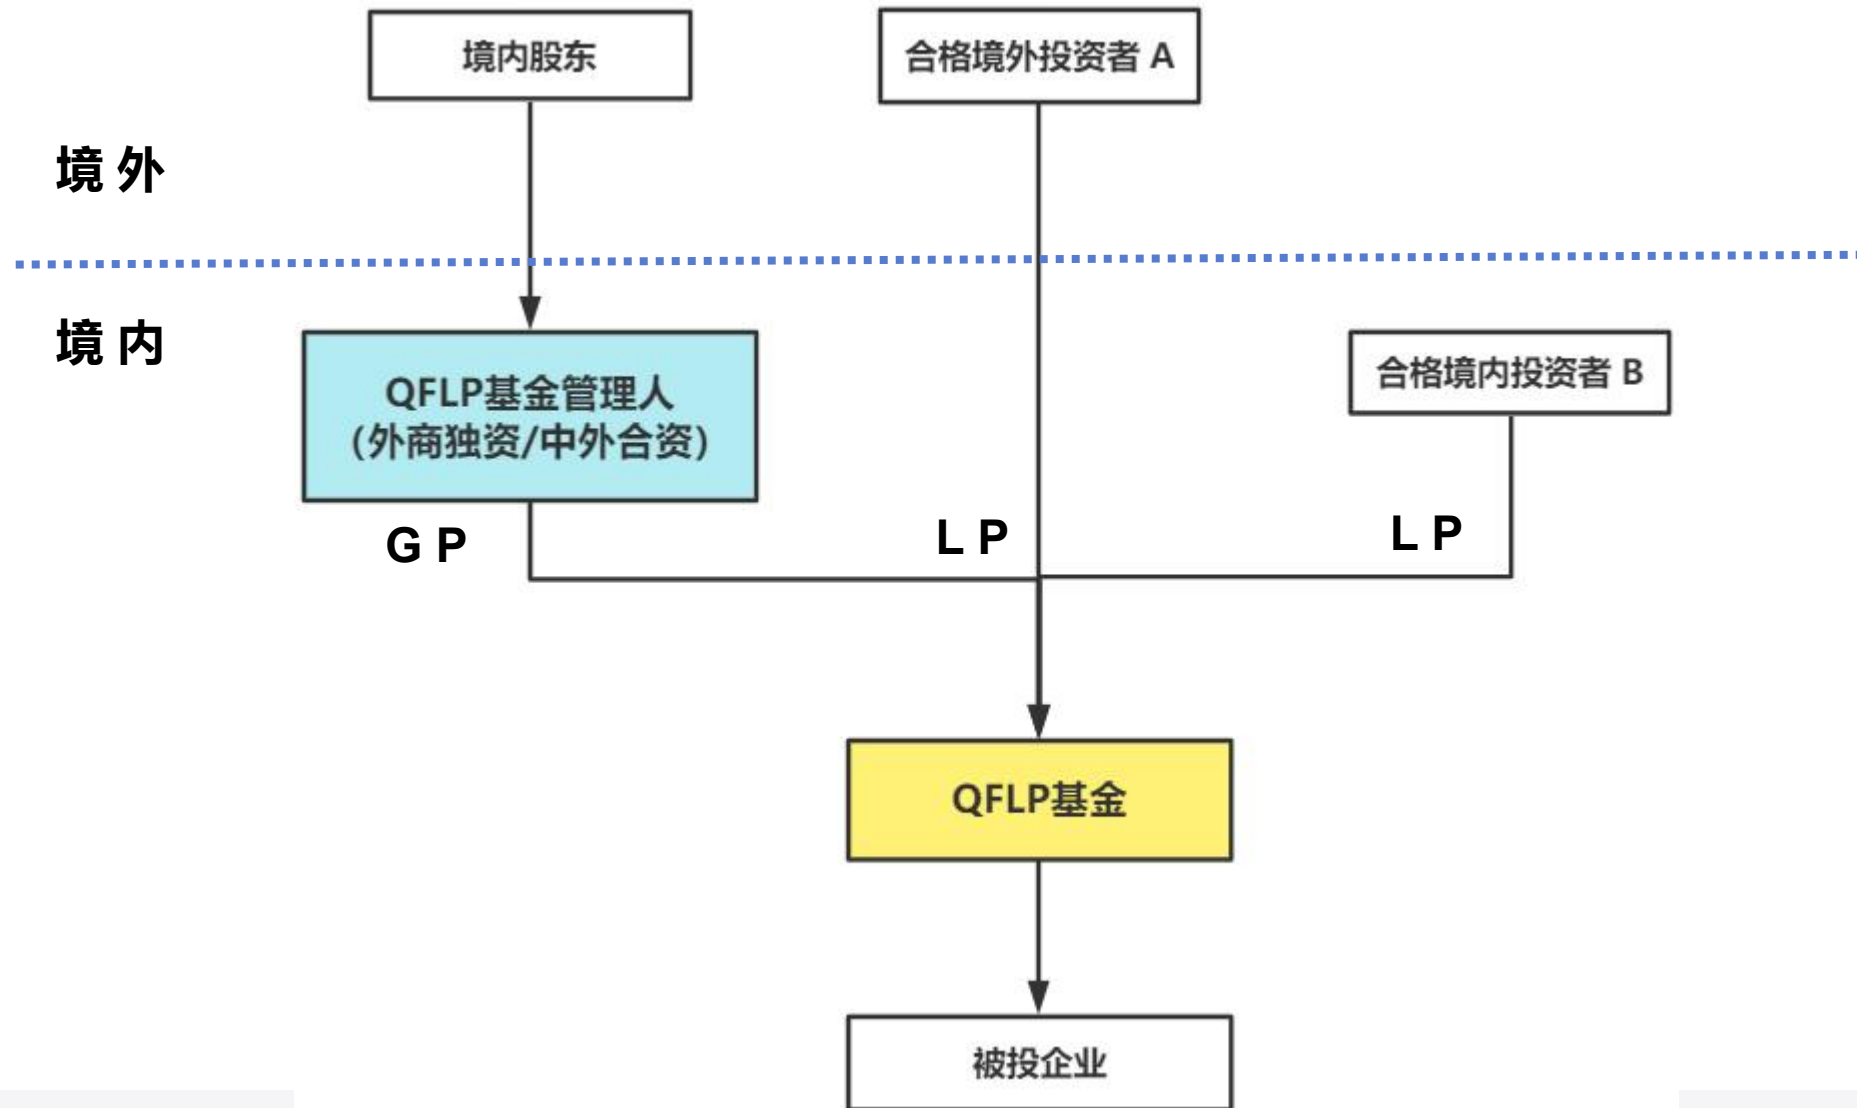 境内股东
合格境外投资者 A
境 外
境 内
QFLP基金管理人
（外商独资/中外合资）
合格境内投资者 B
G P
L P
L P
QFLP基金
被投企业